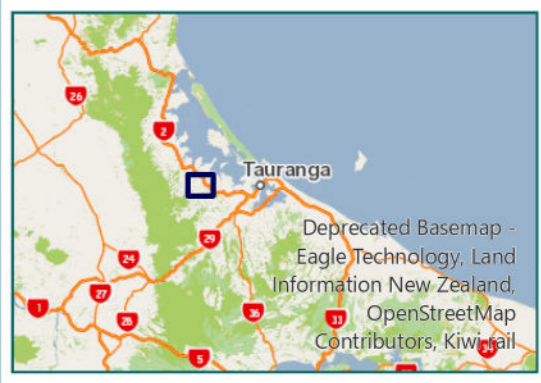 26
2
Tauranga
29
Deprecated Basemap -
Eagle Technology, Land
24
Information New Zealand,
27
1
36
OpenStreetMap
28
33
Contributors, Kiwi rail
34
5